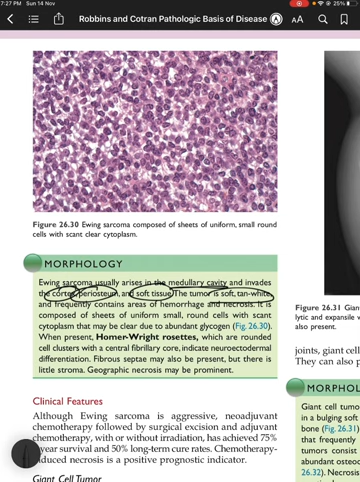 7:27 PM Sun 14 Nov
25%
Robbins and Cotran Pathologic Basis of Disease
AA
Figure 26.30 Ewing sarcoma composed of sheets of uniform, small round
cells with scant clear cytoplasm.
MORPHOLOGY
Ewing sarcoma usually arises in the medullary cavity and invades
the cortex, periosteum, and soft tissue. The tumor is soft, tan-white,
and frequently contains areas of hemorrhage and necrosis. It is
composed of sheets of uniform small, round cells with scant
cytoplasm that may be clear due to abundant glycogen (Fig. 26.30).
When present, Homer-Wright rosettes, which are rounded
cell clusters with a central fibrillary core, indicate neuroectodermal
differentiation. Fibrous septae may also be present, but there is
little stroma. Geographic necrosis may be prominent.
Clinical Features
Although Ewing sarcoma is aggressive, neoadjuvant
chemotherapy followed by surgical excision and adjuvant
chemotherapy, with or without irradiation, has achieved 75%
year survival and 50% long-term cure rates. Chemotherapy-
duced necrosis is a positive prognostic indicator.
Giant Cell Tumor
Figure 26.31 Gian
lytic and expansile
also present.
joints, giant cell
They can also p
MORPHOL
Giant cell tumo
in a bulging soft
bone (Fig. 26.31)
that frequently
tumors consist
abundant osteoc
26.32). Necrosis